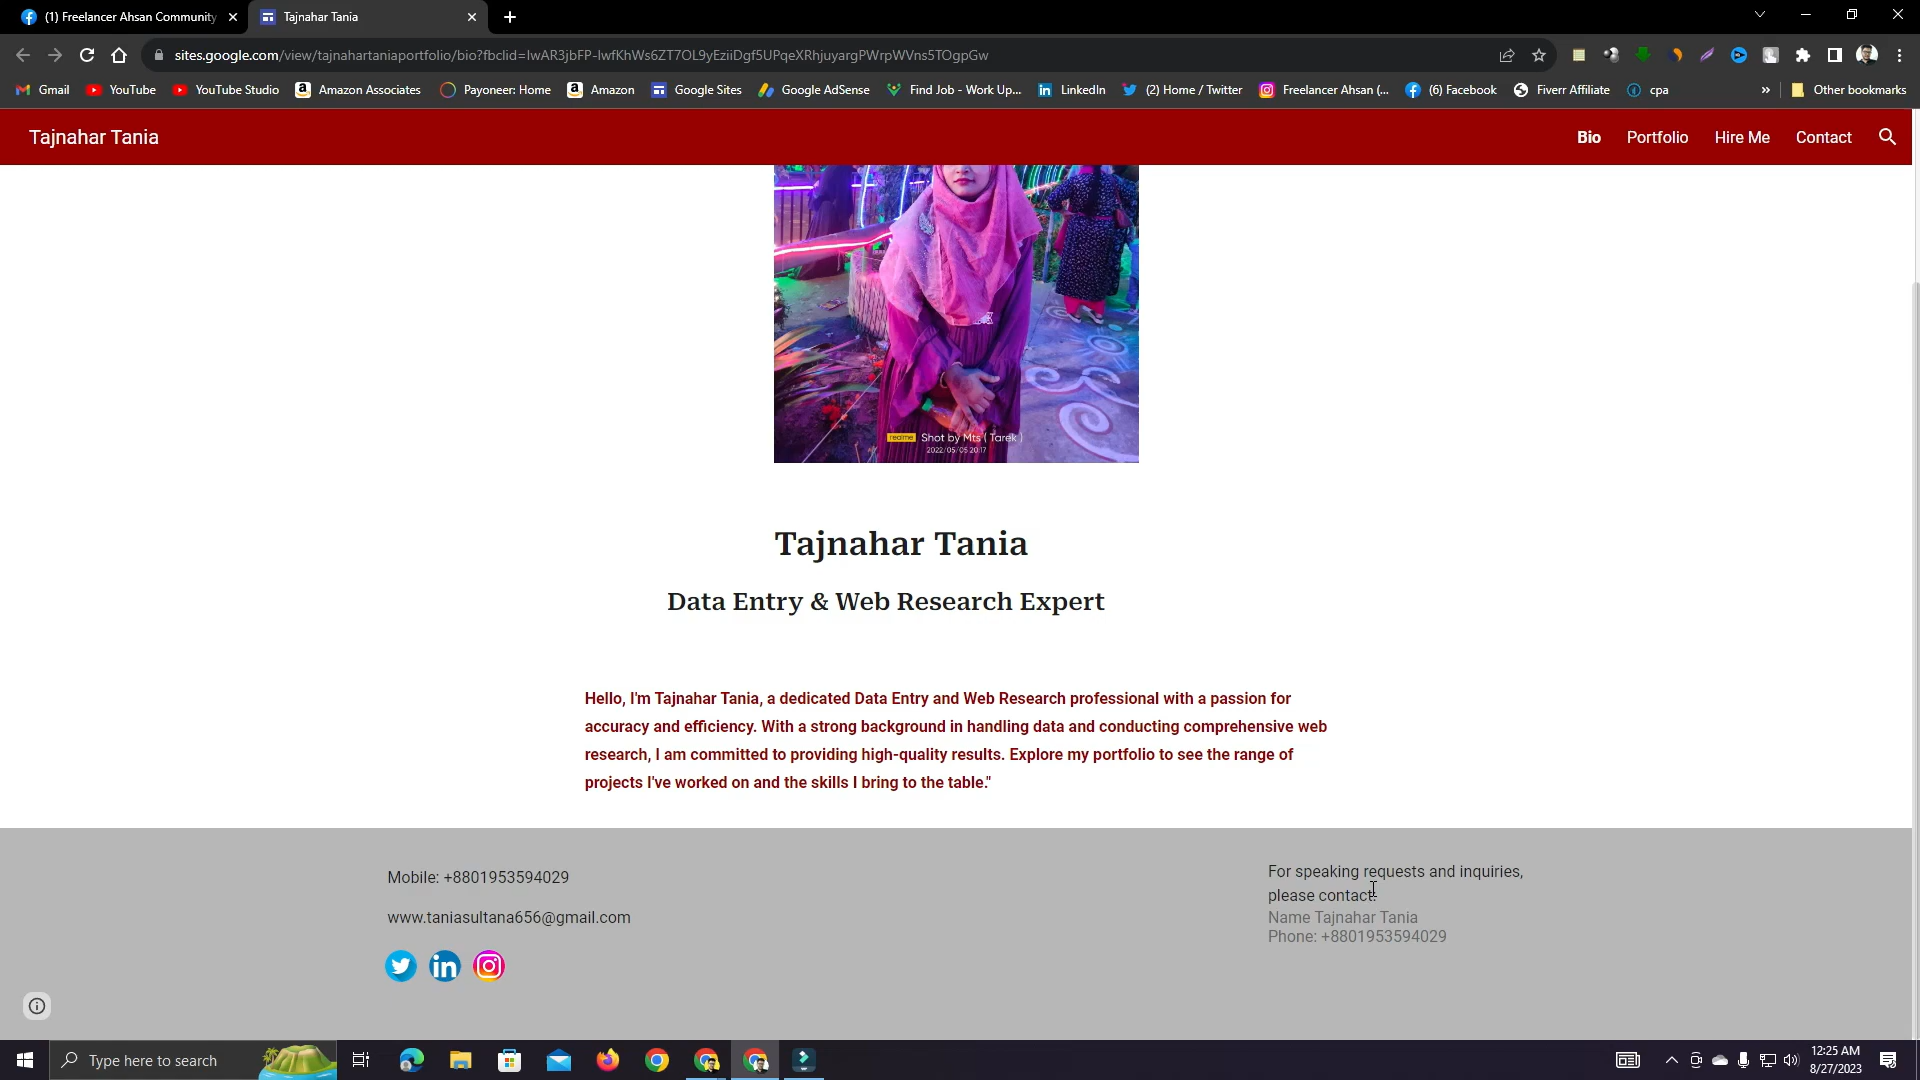 (1) Freelancer Ahsan Community
Tajnahar Tania
sites.google.com/view/tajnahartaniaportfolio/bio?fbclid=IwAR3jbFP-IwfKhWs6ZT7OL9yEziiDgf5UPqeXRhjuyargPWrpWVns5TOgpGw
Gmail YouTube YouTube Studio Amazon Associates Payoneer: Home Amazon Google Sites Google AdSense Find Job - Work Up... LinkedIn (2) Home / Twitter Freelancer Ahsan (... (6) Facebook Fiverr Affiliate cpa » Other bookmarks
Tajnahar Tania
Bio Portfolio Hire Me Contact
realme Shot by Mts ( Tarek )
2022/05/05 20:17
Tajnahar Tania
Data Entry & Web Research Expert
Hello, I'm Tajnahar Tania, a dedicated Data Entry and Web Research professional with a passion for
accuracy and efficiency. With a strong background in handling data and conducting comprehensive web
research, I am committed to providing high-quality results. Explore my portfolio to see the range of
projects I've worked on and the skills I bring to the table."
Mobile: +8801953594029
www.taniasultana656@gmail.com
For speaking requests and inquiries,
please contact:
Name Tajnahar Tania
Phone: +8801953594029
Type here to search
12:25 AM
8/27/2023